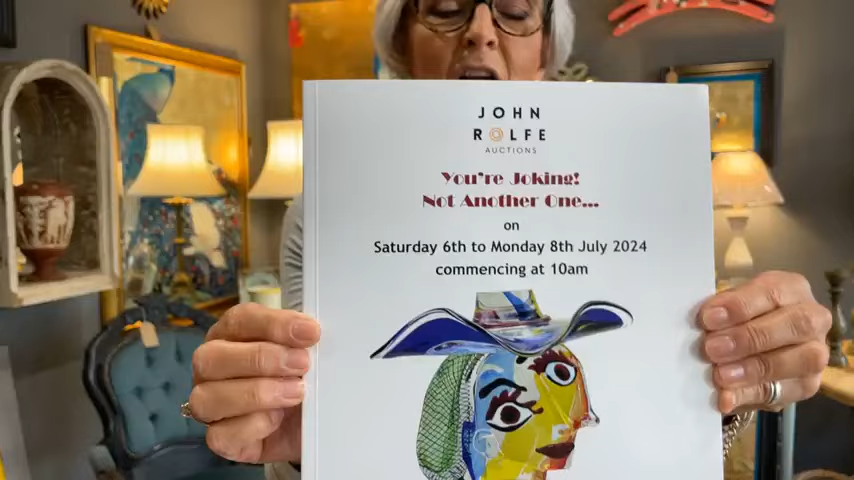 JOHN
ROLFE
AUCTIONS
You're Joking!
Not Another One...
on
Saturday 6th to Monday 8th July 2024
commencing at 10am